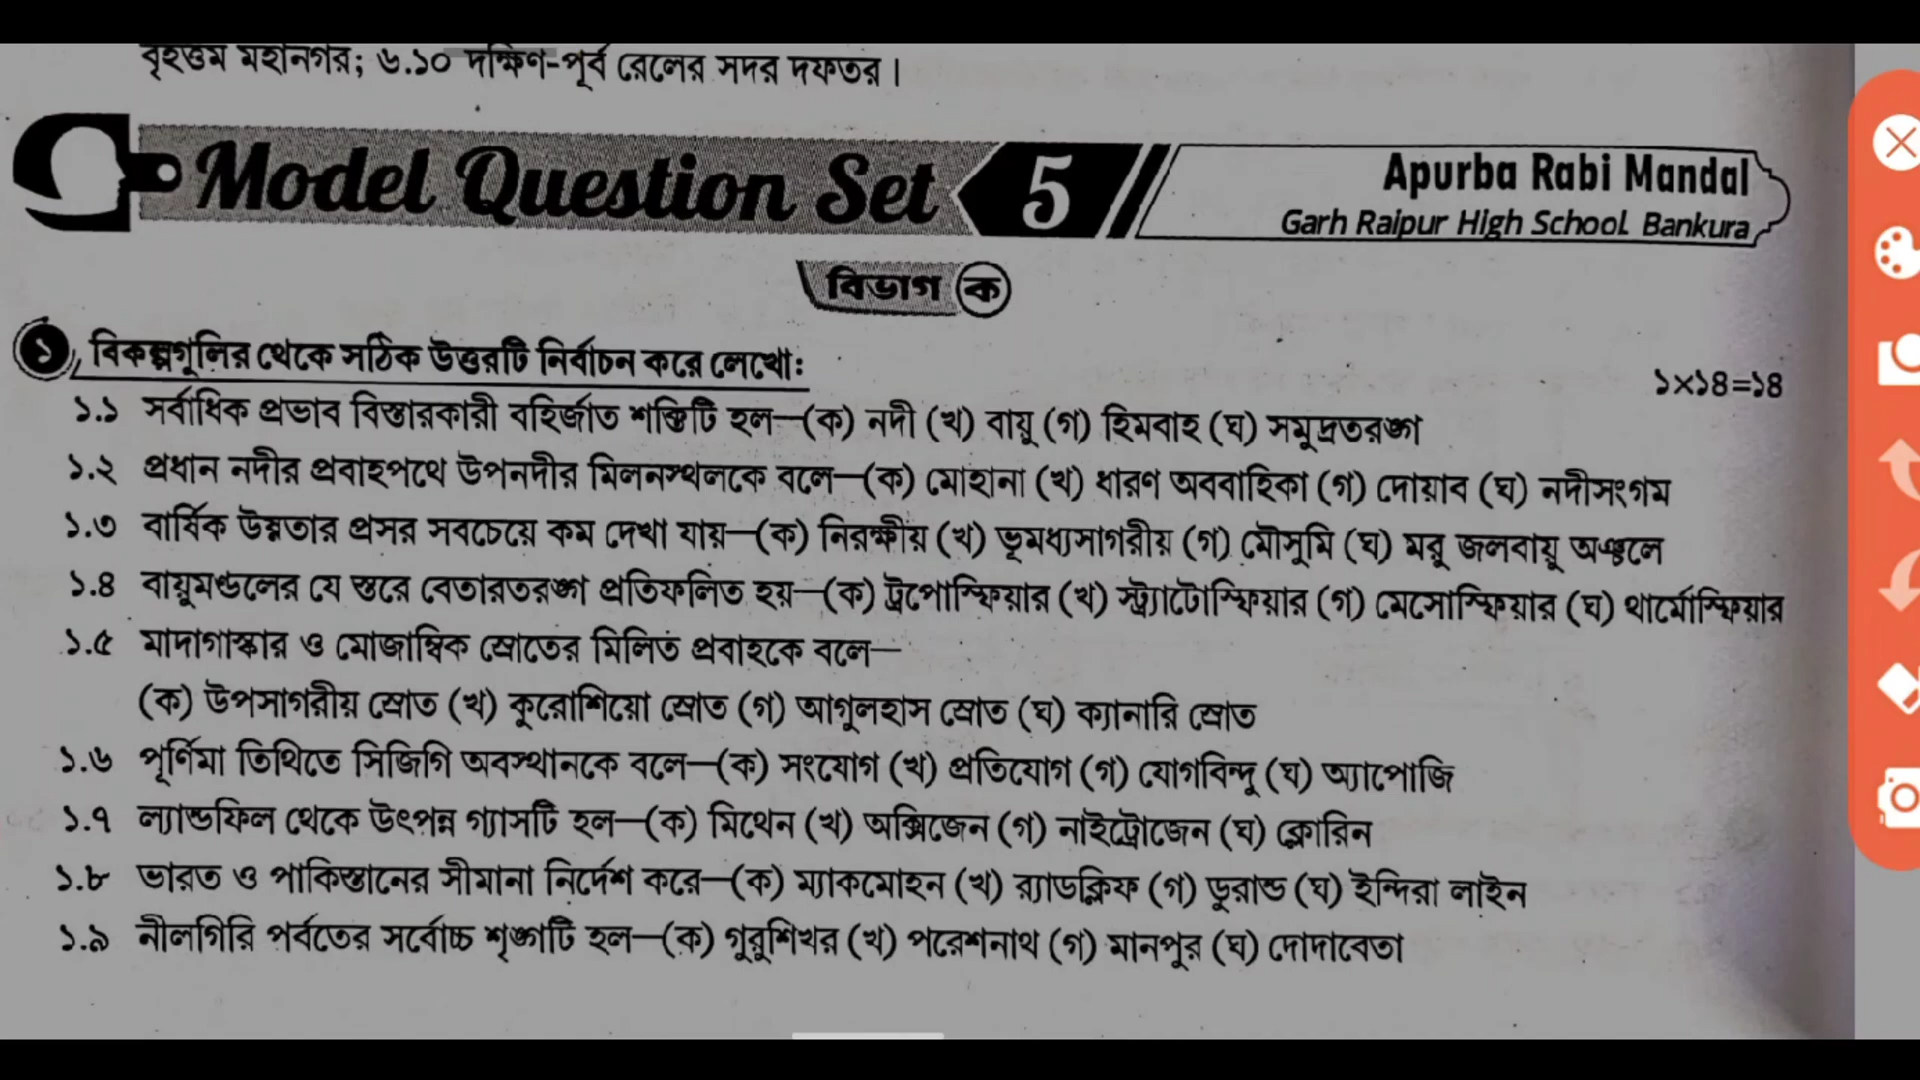 বৃহত্তম মহানগর; ৬.১০ দক্ষিণ-পূর্ব রেলের সদর দফতর।
Model Question Set 5
Apurba Rabi Mandal
Garh Raipur High School. Bankura
বিভাগ ক
১ বিকল্পগুলির থেকে সঠিক উত্তরটি নির্বাচন করে লেখো:
১×১৪=১৪
১.১ সর্বাধিক প্রভাব বিস্তারকারী বহির্জাত শক্তিটি হল—(ক) নদী (খ) বায়ু (গ) হিমবাহ (ঘ) সমুদ্রতরঙ্গ
১.২ প্রধান নদীর প্রবাহপথে উপনদীর মিলনস্থলকে বলে—(ক) মোহানা (খ) ধারণ অববাহিকা (গ) দোয়াব (ঘ) নদীসংগম
১.৩ বার্ষিক উষ্ণতার প্রসর সবচেয়ে কম দেখা যায়—(ক) নিরক্ষীয় (খ) ভূমধ্যসাগরীয় (গ) মৌসুমি (ঘ) মরু জলবায়ু অঞ্চলে
১.৪ বায়ুমণ্ডলের যে স্তরে বেতারতরঙ্গ প্রতিফলিত হয়—(ক) ট্রপোস্ফিয়ার (খ) স্ট্র্যাটোস্ফিয়ার (গ) মেসোস্ফিয়ার (ঘ) থার্মোস্ফিয়ার
১.৫ মাদাগাস্কার ও মোজাম্বিক স্রোতের মিলিত প্রবাহকে বলে—
(ক) উপসাগরীয় স্রোত (খ) কুরোশিয়ো স্রোত (গ) আগুলহাস স্রোত (ঘ) ক্যানারি স্রোত
১.৬ পূর্ণিমা তিথিতে সিজিগি অবস্থানকে বলে—(ক) সংযোগ (খ) প্রতিযোগ (গ) যোগবিন্দু (ঘ) অ্যাপোজি
১.৭ ল্যান্ডফিল থেকে উৎপন্ন গ্যাসটি হল—(ক) মিথেন (খ) অক্সিজেন (গ) নাইট্রোজেন (ঘ) ক্লোরিন
১.৮ ভারত ও পাকিস্তানের সীমানা নির্দেশ করে—(ক) ম্যাকমোহন (খ) র‍্যাডক্লিফ (গ) ডুরান্ড (ঘ) ইন্দিরা লাইন
১.৯ নীলগিরি পর্বতের সর্বোচ্চ শৃঙ্গটি হল—(ক) গুরুশিখর (খ) পরেশনাথ (গ) মানপুর (ঘ) দোদাবেতা